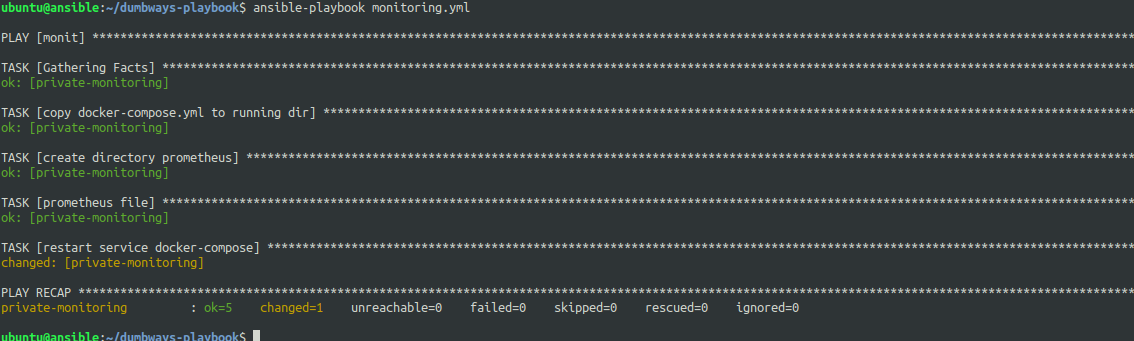 ubuntu@ansible:~/dumbways-playbook$ ansible-playbook monitoring.yml
PLAY [monit] ******************************************************************************************************************************************************
TASK [Gathering Facts] ********************************************************************************************************************************************
ok: [private-monitoring]
TASK [copy docker-compose.yml to running dir] *********************************************************************************************************************
ok: [private-monitoring]
TASK [create directory prometheus] ********************************************************************************************************************************
ok: [private-monitoring]
TASK [prometheus file] ********************************************************************************************************************************************
ok: [private-monitoring]
TASK [restart service docker-compose] *****************************************************************************************************************************
changed: [private-monitoring]
PLAY RECAP ********************************************************************************************************************************************************
private-monitoring         : ok=5    changed=1    unreachable=0    failed=0    skipped=0    rescued=0    ignored=0
ubuntu@ansible:~/dumbways-playbook$